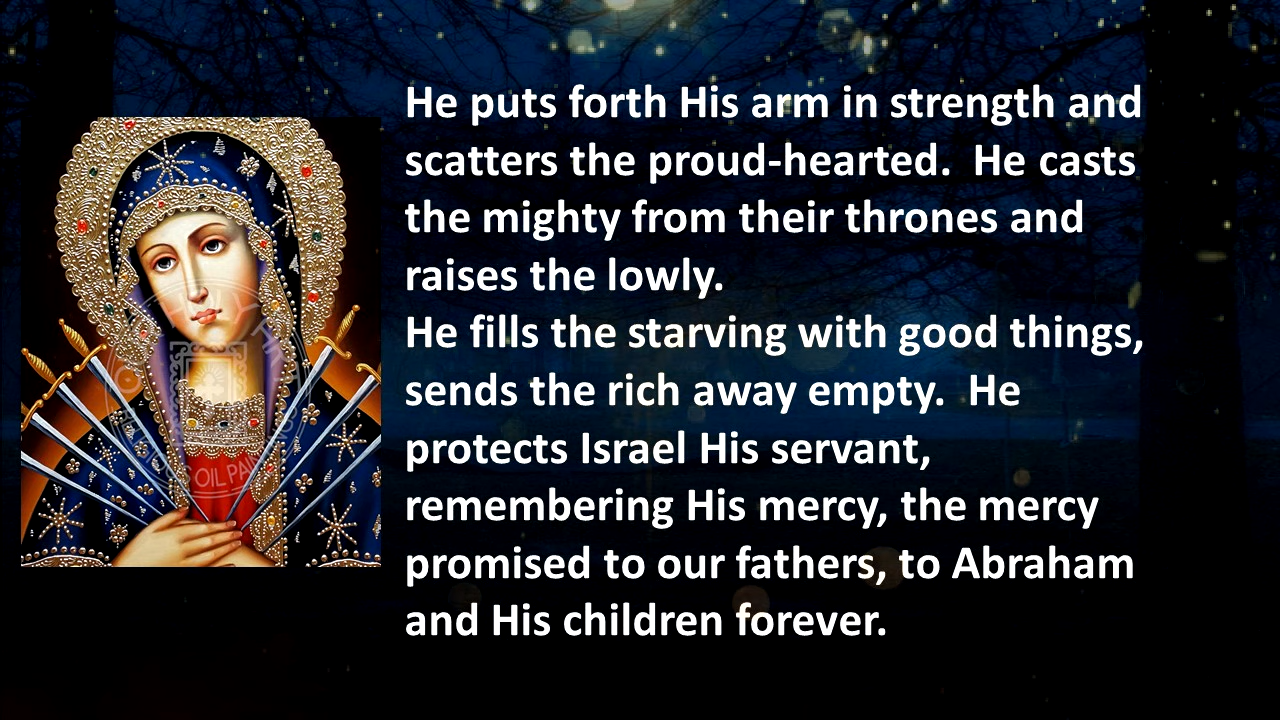 He puts forth His arm in strength and
scatters the proud-hearted.  He casts
the mighty from their thrones and
raises the lowly.
He fills the starving with good things,
sends the rich away empty.  He
protects Israel His servant,
remembering His mercy, the mercy
promised to our fathers, to Abraham
and His children forever.
OIL